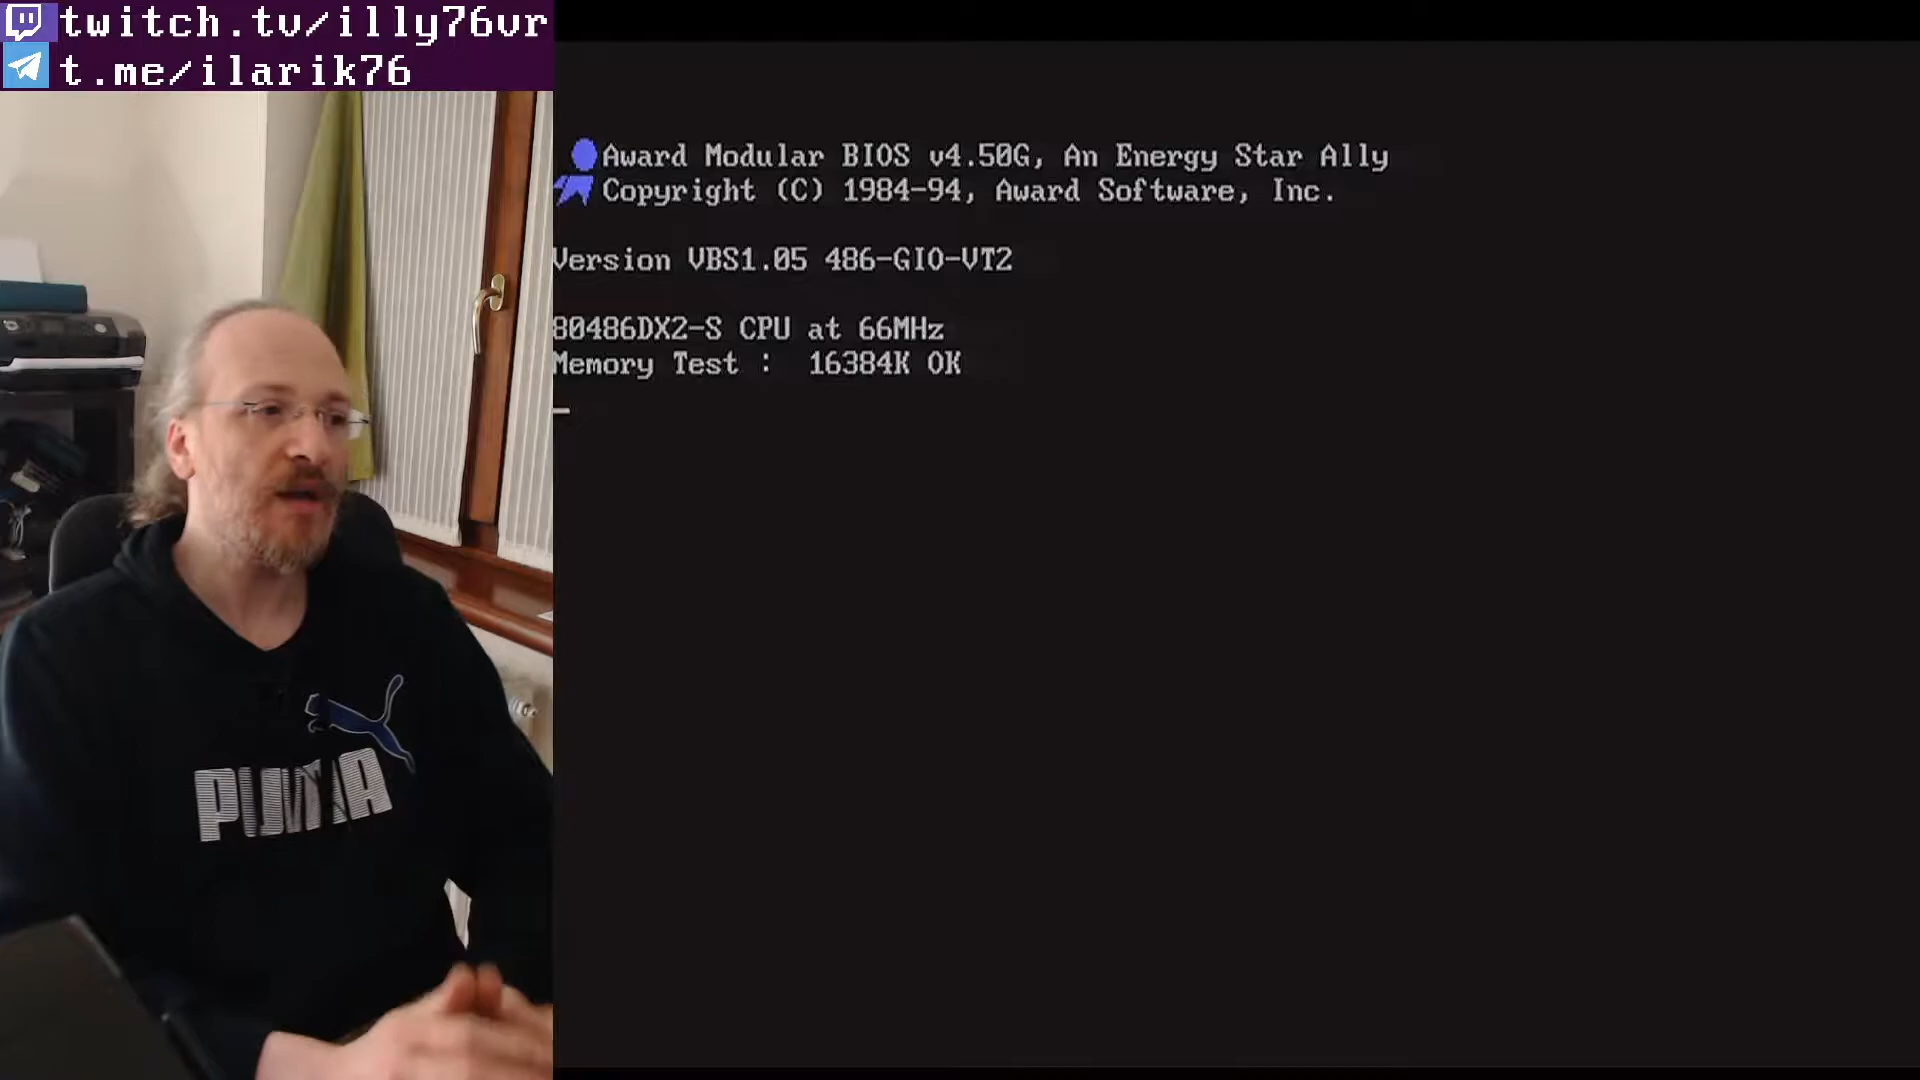 twitch.tv/illy76vr
t.me/ilarik76
Award Modular BIOS v4.50G, An Energy Star Ally
Copyright (C) 1984-94, Award Software, Inc.
Version VBS1.05 486-GIO-VT2
80486DX2-S CPU at 66MHz
Memory Test :  16384K OK
PUMA